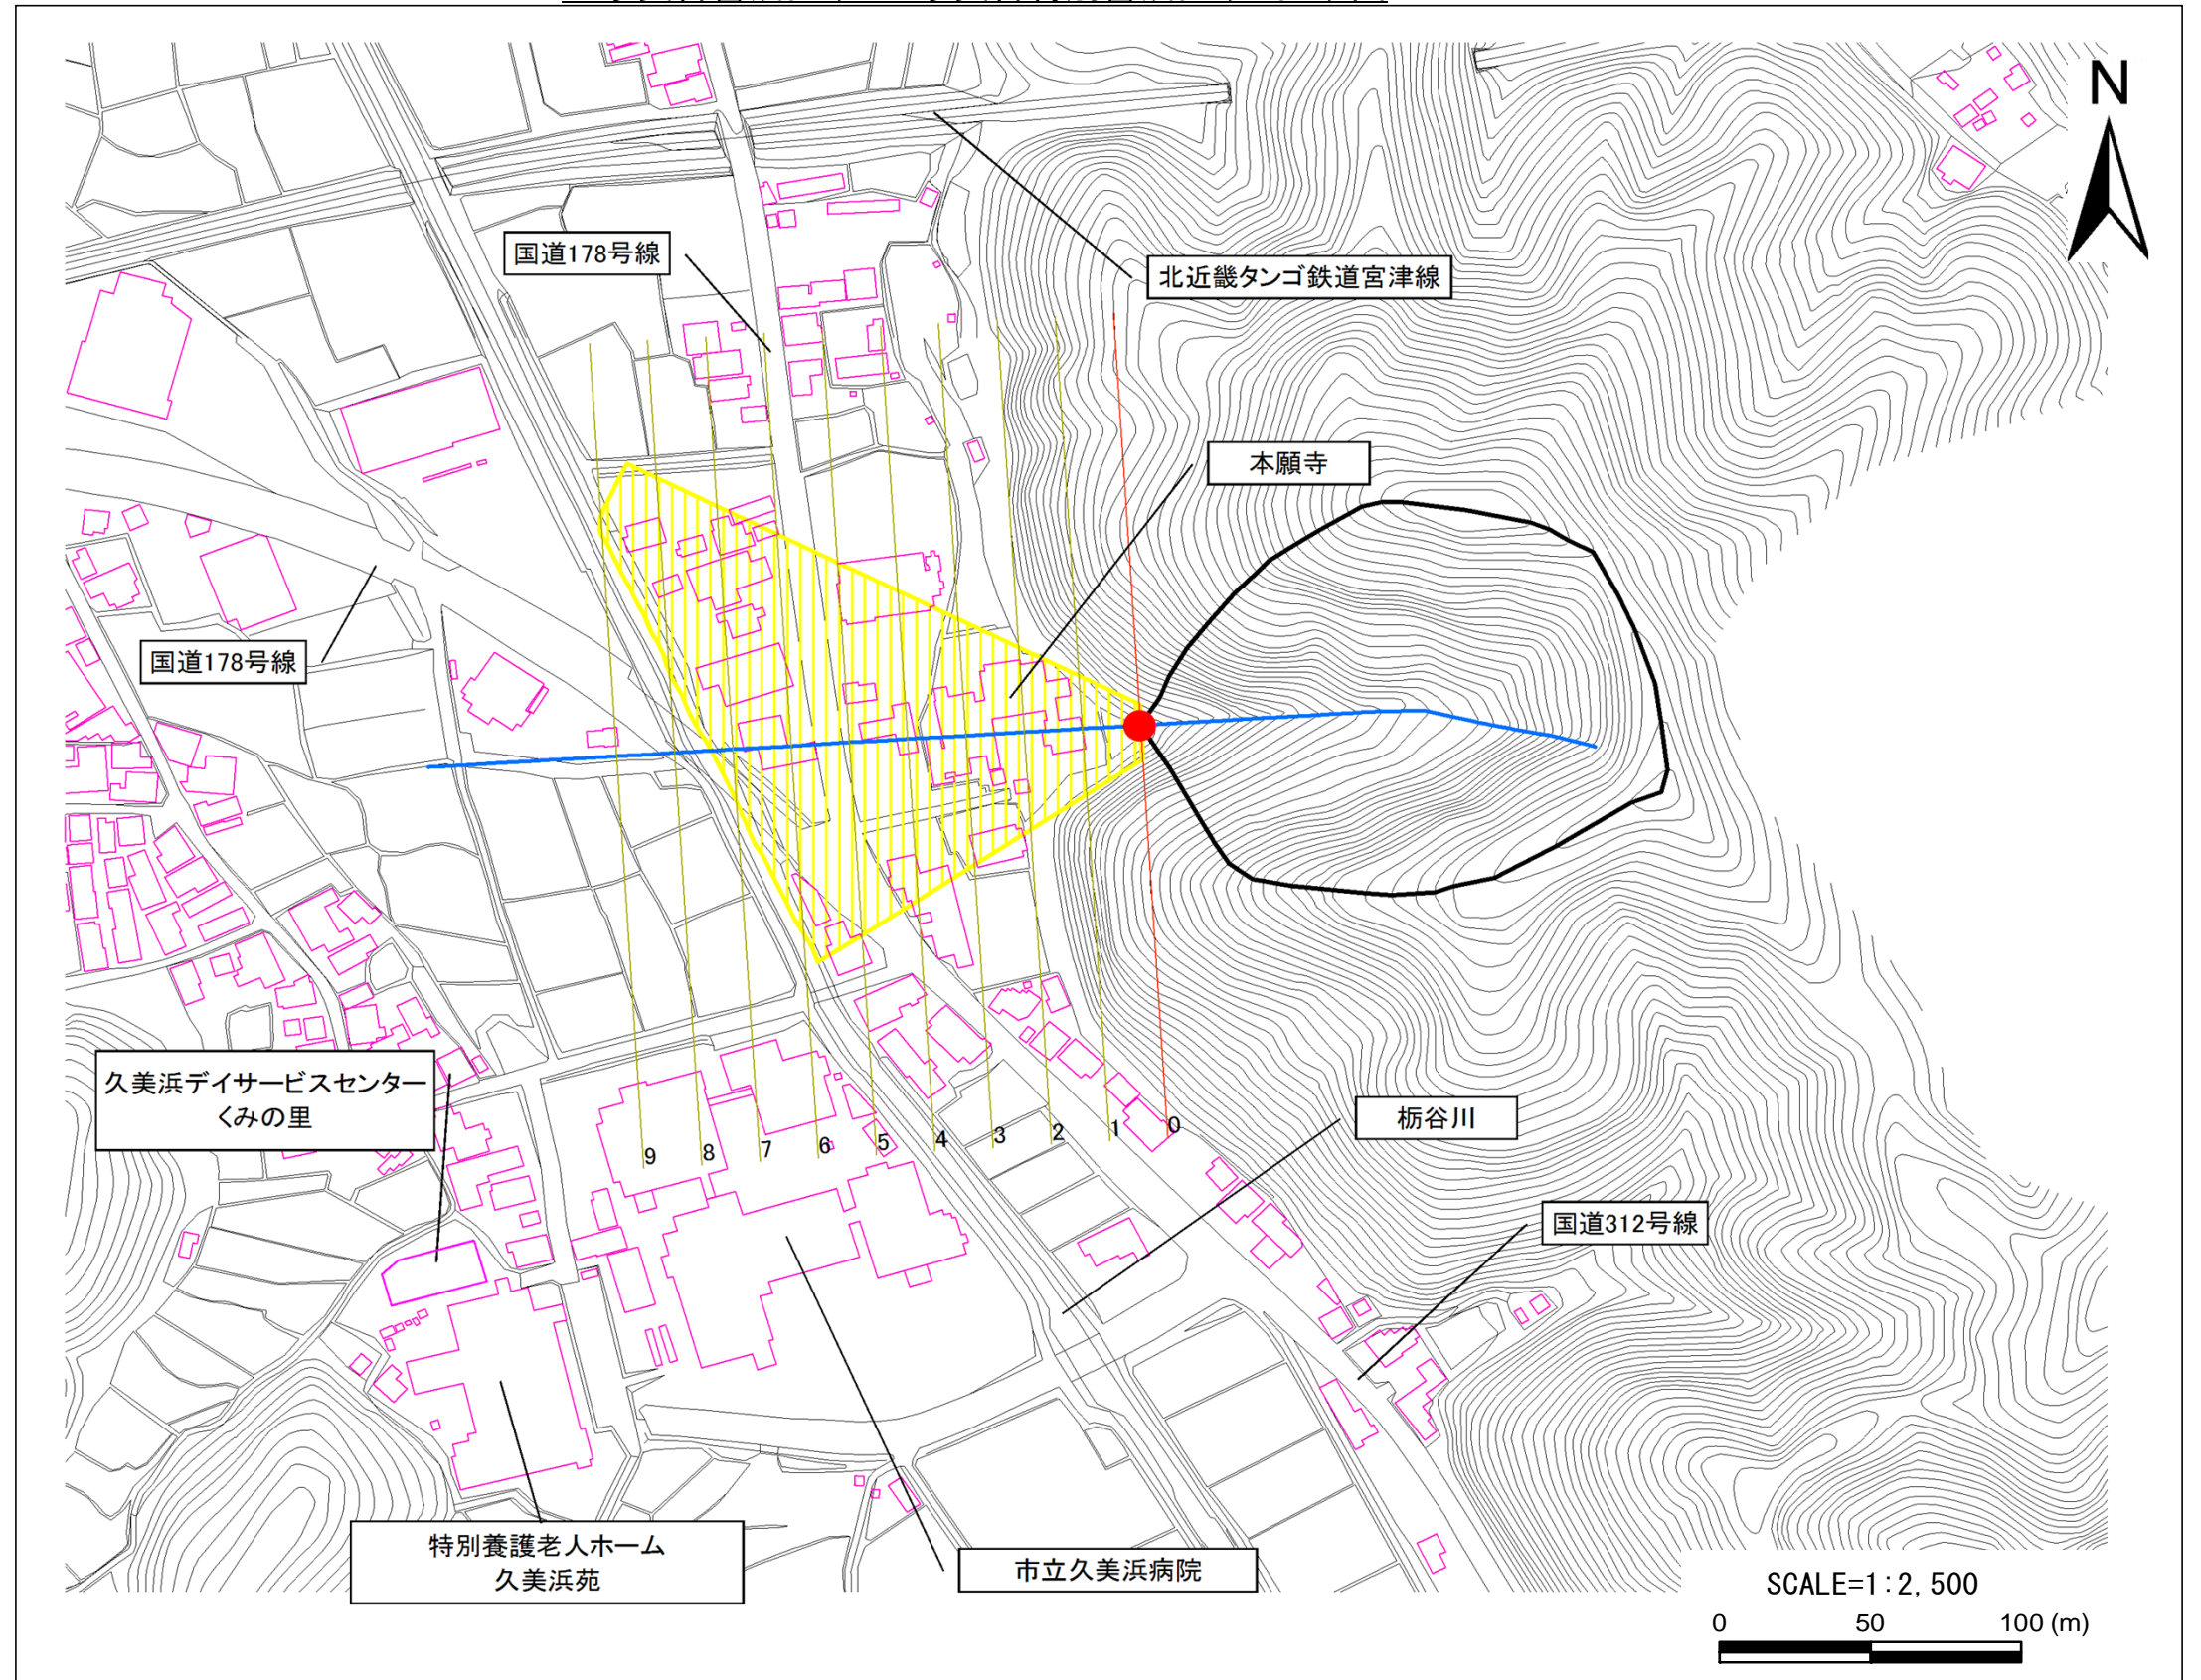 N
国道178号線
北近畿タンゴ鉄道宮津線
本願寺
国道178号線
久美浜デイサービスセンター
くみの里
9
8
7
6
5
4
3
2
1
0
栃谷川
国道312号線
特別養護老人ホーム
久美浜苑
市立久美浜病院
SCALE=1:2,500
0 50 100 (m)